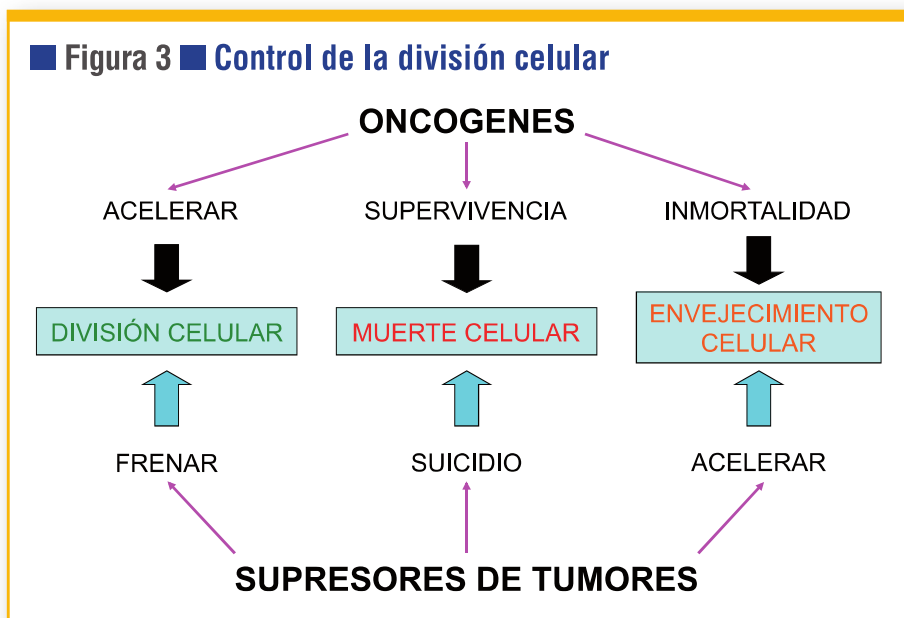 Figura 3 Control de la división celular
ONCOGENES
ACELERAR SUPERVIVENCIA INMORTALIDAD
DIVISIÓN CELULAR MUERTE CELULAR ENVEJECIMIENTO
CELULAR
FRENAR SUICIDIO ACELERAR
SUPRESORES DE TUMORES